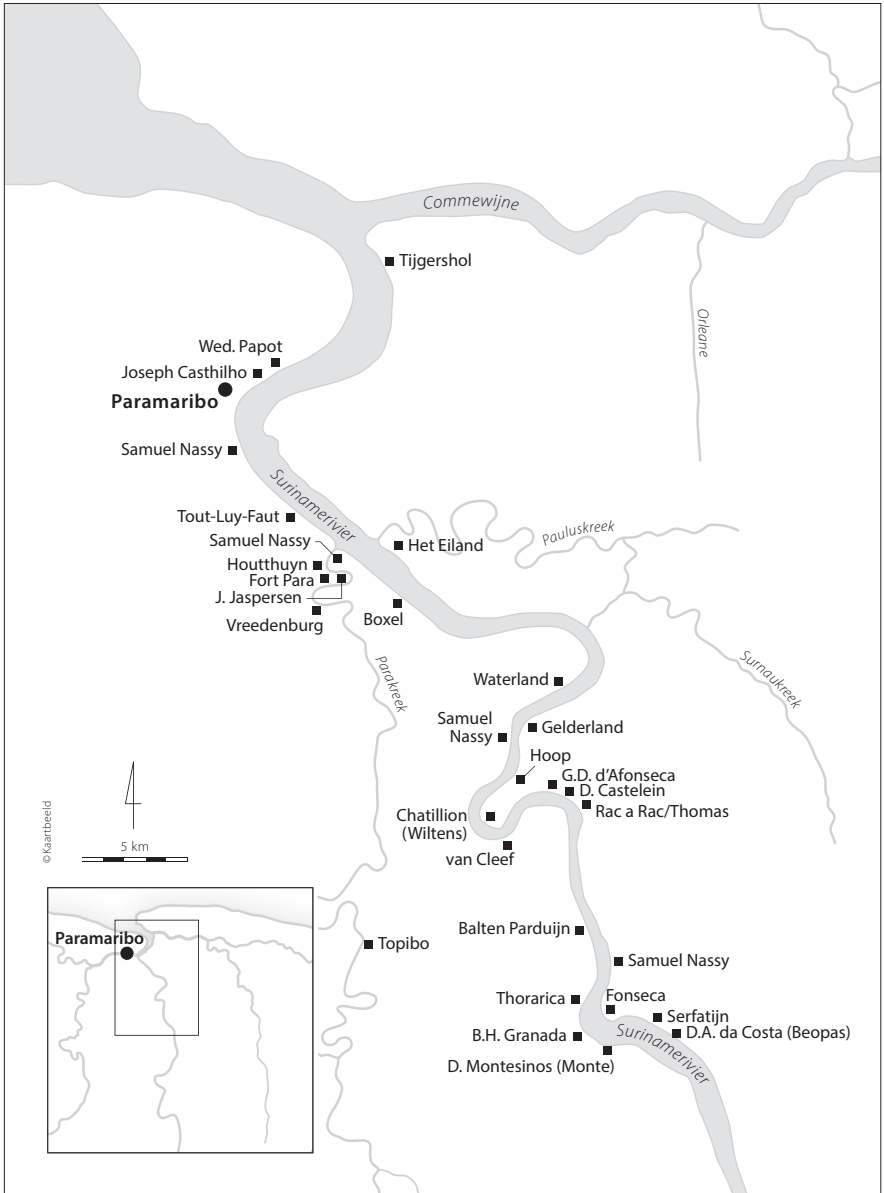 Commewijne
Tijgershol
Orleane
Wed. Papot
Joseph Casthilho
Paramaribo
Samuel Nassy
Surinamerivier
Tout-Luy-Faut
Pauluskreek
Samuel Nassy
Het Eiland
Houtthuyn
Fort Para
J. Jaspersen
Boxel
Vreedenburg
Parakreek
Surnaukreek
Waterland
Samuel
Nassy
Gelderland
Hoop
G.D. d'Afonseca
D. Castelein
Rac a Rac/Thomas
Chatillion
(Wiltens)
van Cleef
©Kaartbeeld
5 km
Balten Parduijn
Paramaribo
Topibo
Samuel Nassy
Thorarica
Fonseca
Serfatijn
B.H. Granada
Surinamerivier
D.A. da Costa (Beopas)
D. Montesinos (Monte)